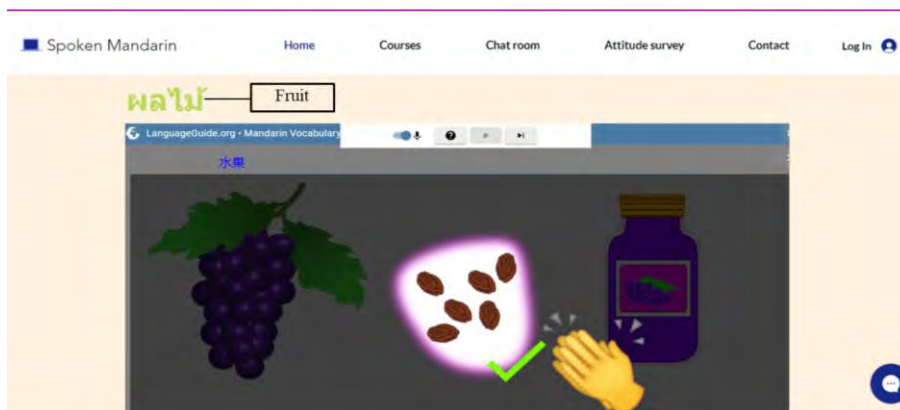 Spoken Mandarin Home Courses Chat room Attitude survey Contact Log In
ผลไม้ Fruit
LanguageGuide.org • Mandarin Vocabulary
水果